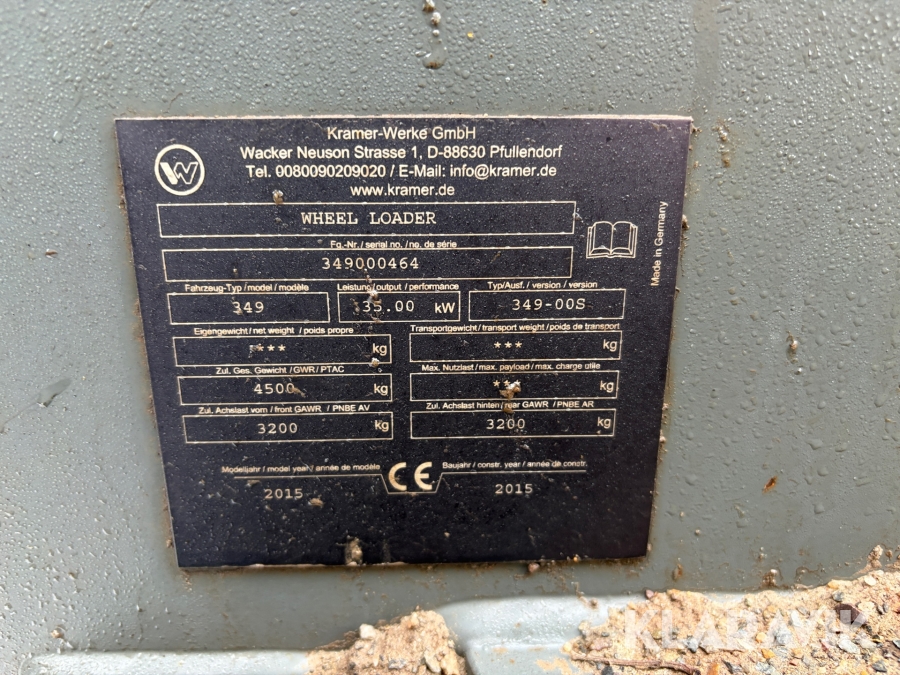 Kramer-Werke GmbH
Wacker Neuson Strasse 1, D-88630 Pfullendorf
Tel. 0080090209020 / E-Mail: info@kramer.de
www.kramer.de
WHEEL LOADER
Made in Germany
Fg.-Nr./ serial no. / no. de série
349000464
Fahrzeug-Typ / model / modèle
349
Leistung/output / performance
35.00 kW
Typ/Ausf. / version / version
349-00S
Eigengewicht / net weight / poids propre
*** kg
Transportgewicht / transport weight / poids de transport
*** kg
Zul. Ges. Gewicht / GWR/ PTAC
4500 kg
Max. Nutzlast / max. payload / max. charge utile
kg
Zul. Achslast vorn / front GAWR / PNBE AV
3200 kg
Zul. Achslast hinten / rear GAWR / PNBE AR
3200 kg
Modelljahr / model year / année de modèle
2015
CE
Baujahr / constr. year / année de constr.
2015
KLARAVIK